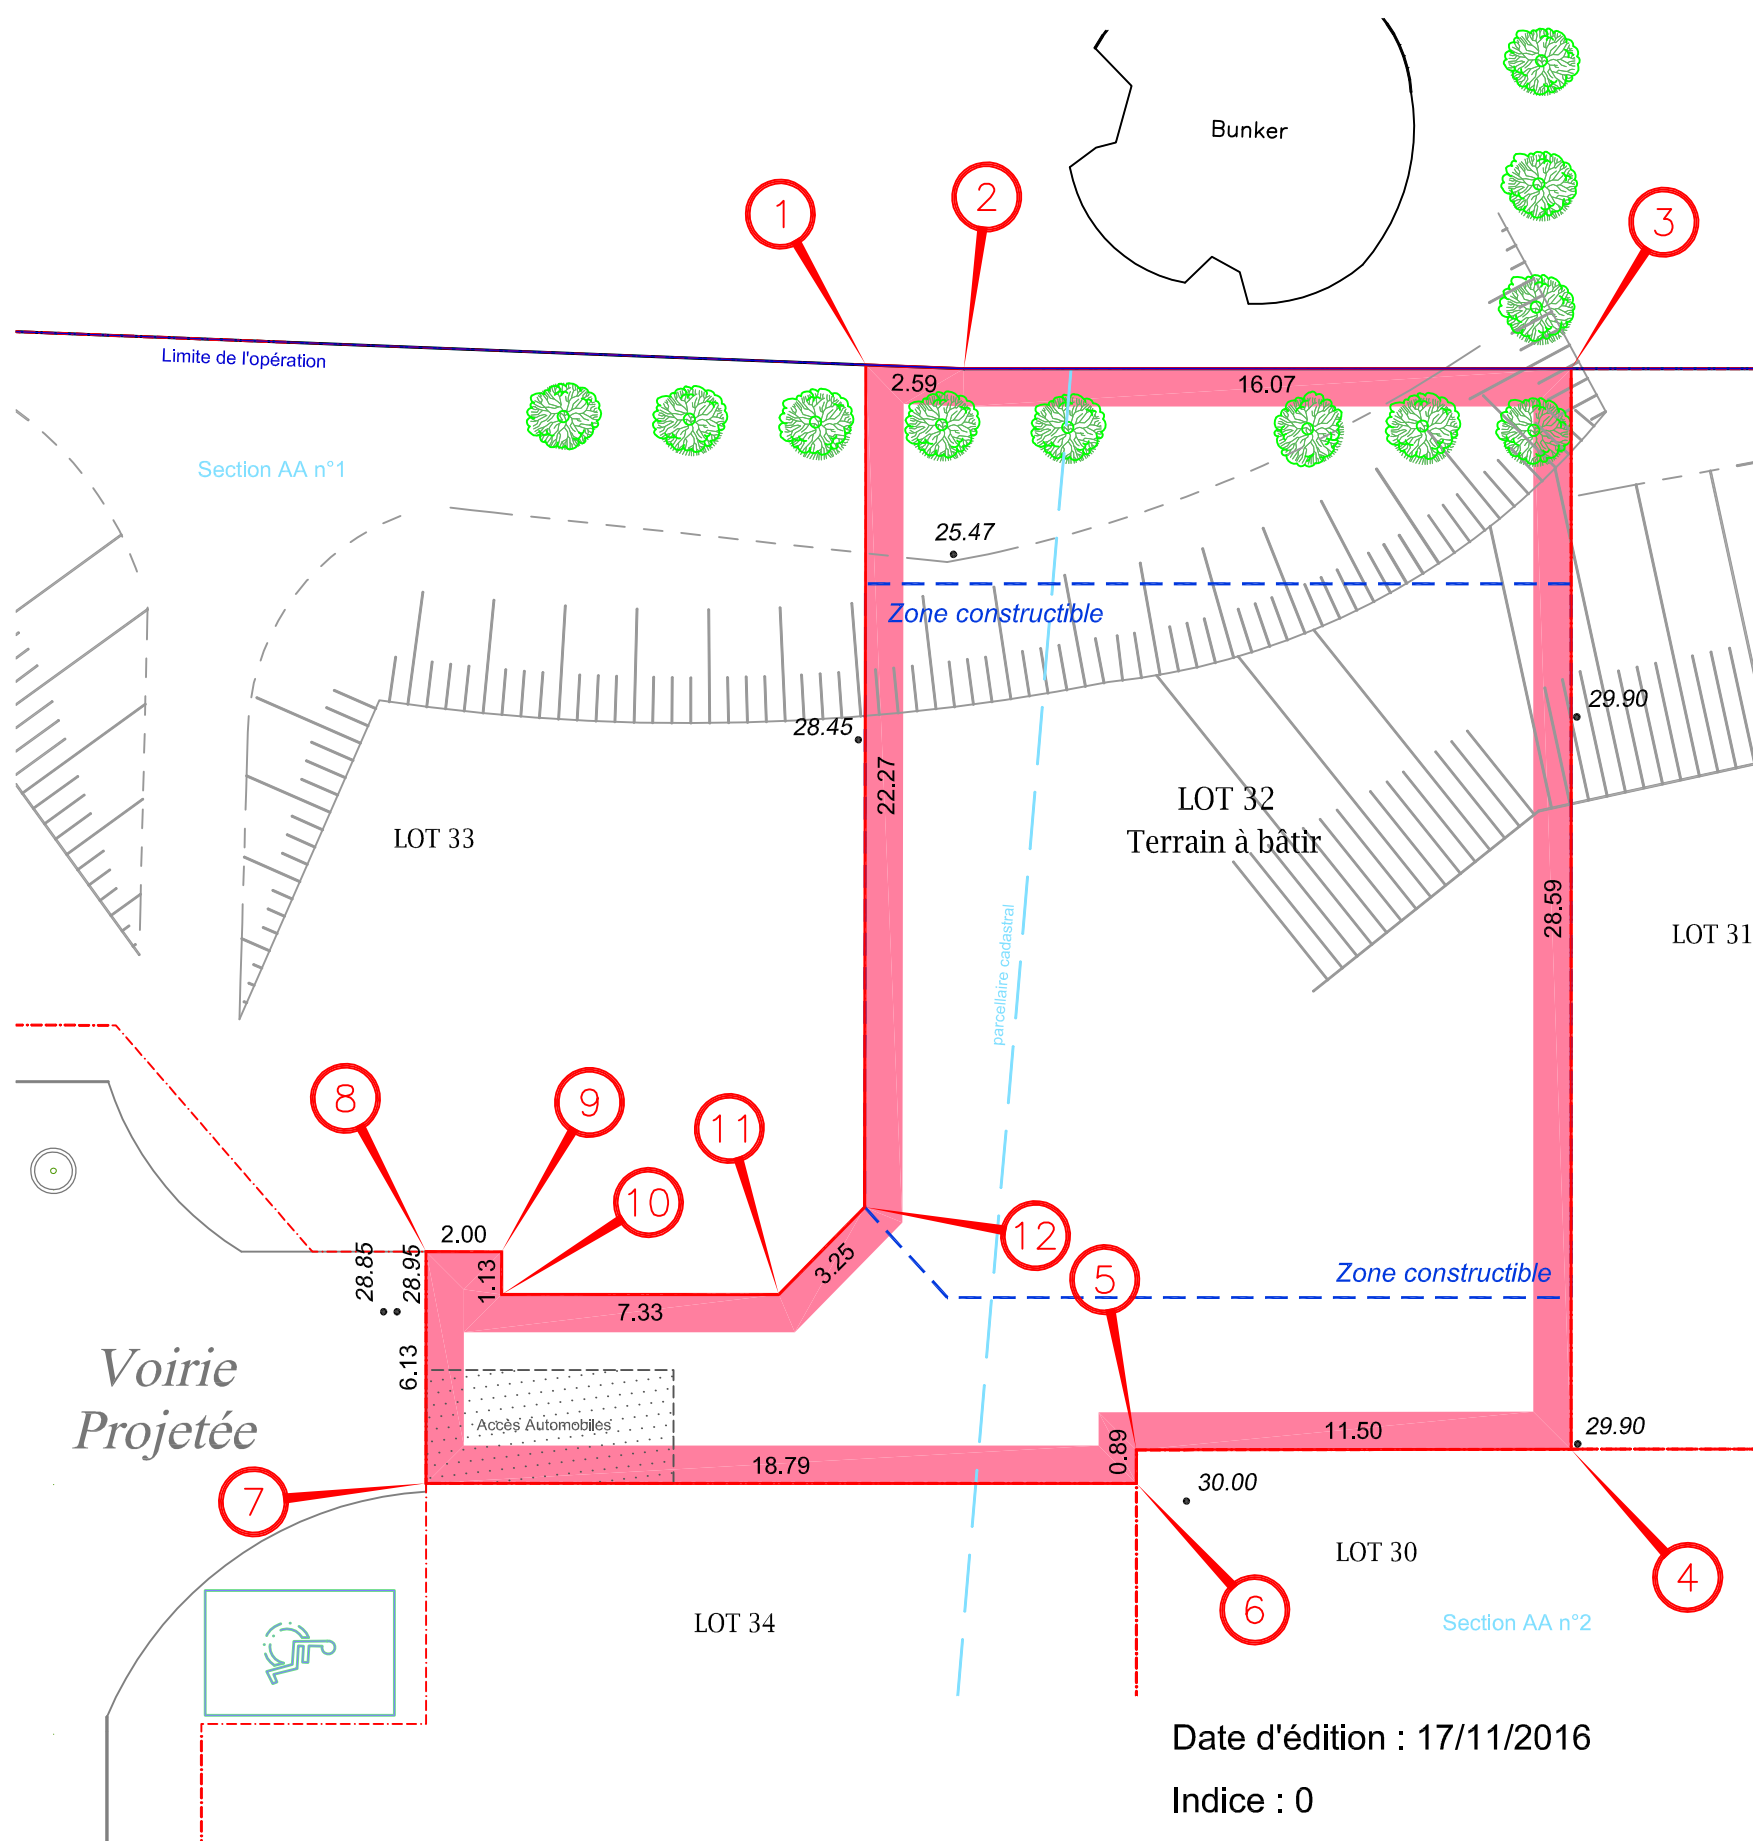 Bunker
1
2
3
Limite de l'opération
2.59
16.07
Section AA n°1
25.47
Zone constructible
28.45
29.90
22.27
LOT 32
Terrain à bâtir
LOT 33
28.59
LOT 31
parcellaire cadastral
8
9
11
10
12
2.00
28.85
28.95
1.13
3.25
5
Zone constructible
7.33
6.13
Voirie
Projetée
Accès Automobiles
11.50
29.90
18.79
0.89
30.00
7
LOT 30
4
6
LOT 34
Section AA n°2
Date d'édition : 17/11/2016
Indice : 0